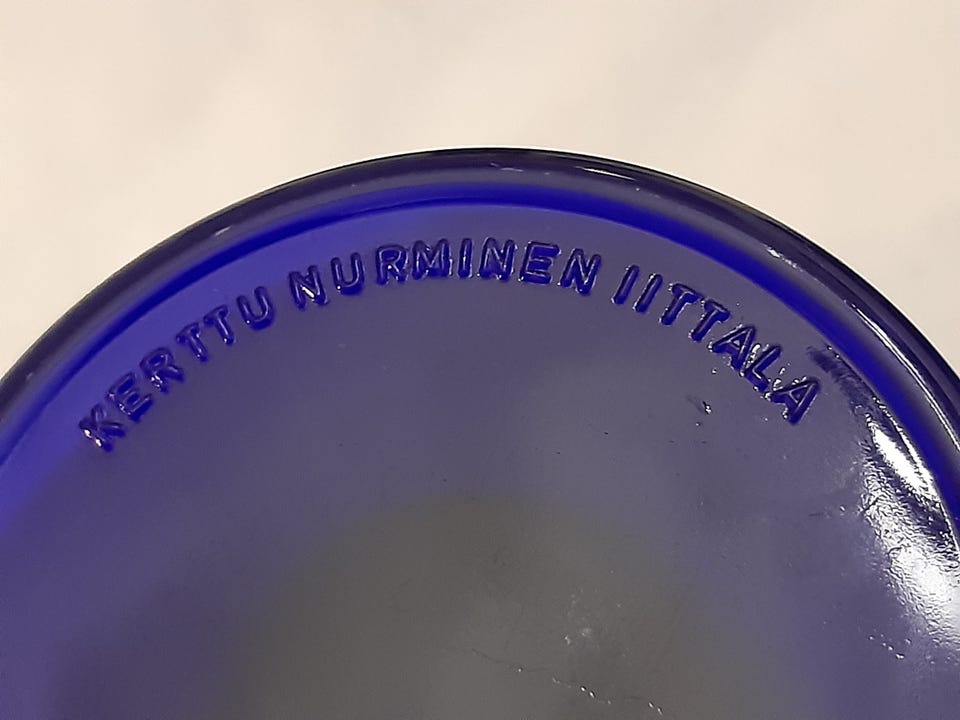 KERTTU NURMINEN IITTALA